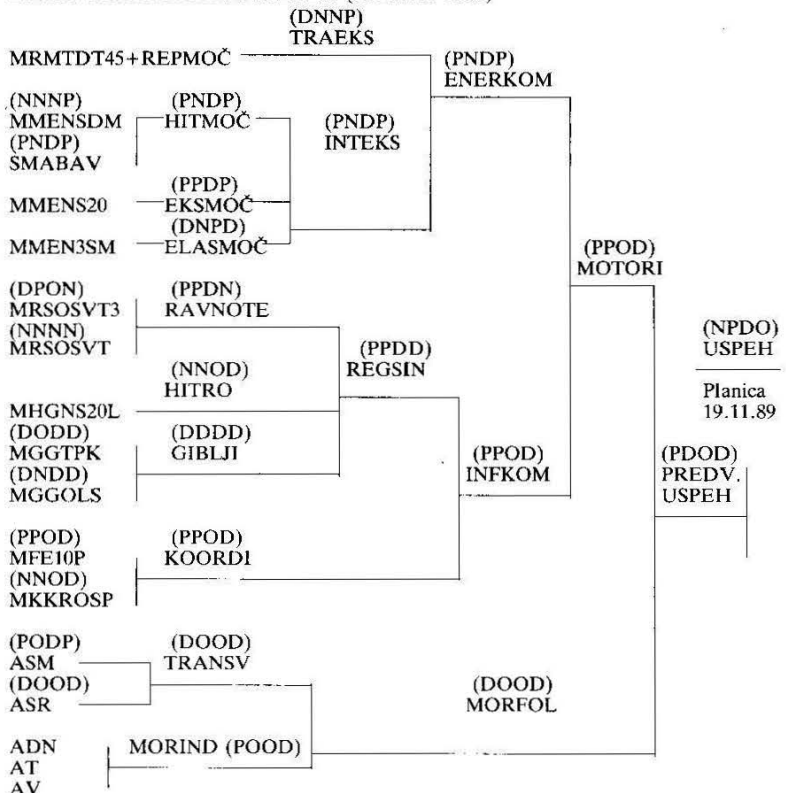 (DNNP)
TRAEKS
MRMTDT45+REPMOČ
(PNDP)
ENERKOM
(NNNP)
MMENSDM
(PNDP)
SMABAV
(PNDP)
HITMOČ
(PNDP)
INTEKS
MMENS20
(PPDP)
EKSMOČ
MMEN3SM
(DNPD)
ELASMOČ
(PPOD)
MOTORI
(DPON)
MRSOSVT3
(NNNN)
MRSOSVT
(PPDN)
RAVNOTE
(NNOD)
HITRO
(PPDD)
REGSIN
(NPDO)
USPEH
Planica
19.11.89
MHGNS20L
(DODD)
MGGTPK
(DNDD)
MGGOLS
(DDDD)
GIBLJI
(PPOD)
INFKOM
(PDOD)
PREDV.
USPEH
(PPOD)
MFE10P
(NNOD)
MKKROSP
(PPOD)
KOORDI
(PODP)
ASM
(DOOD)
ASR
(DOOD)
TRANSV
(DOOD)
MORFOL
ADN
AT
AV
MORIND (POOD)